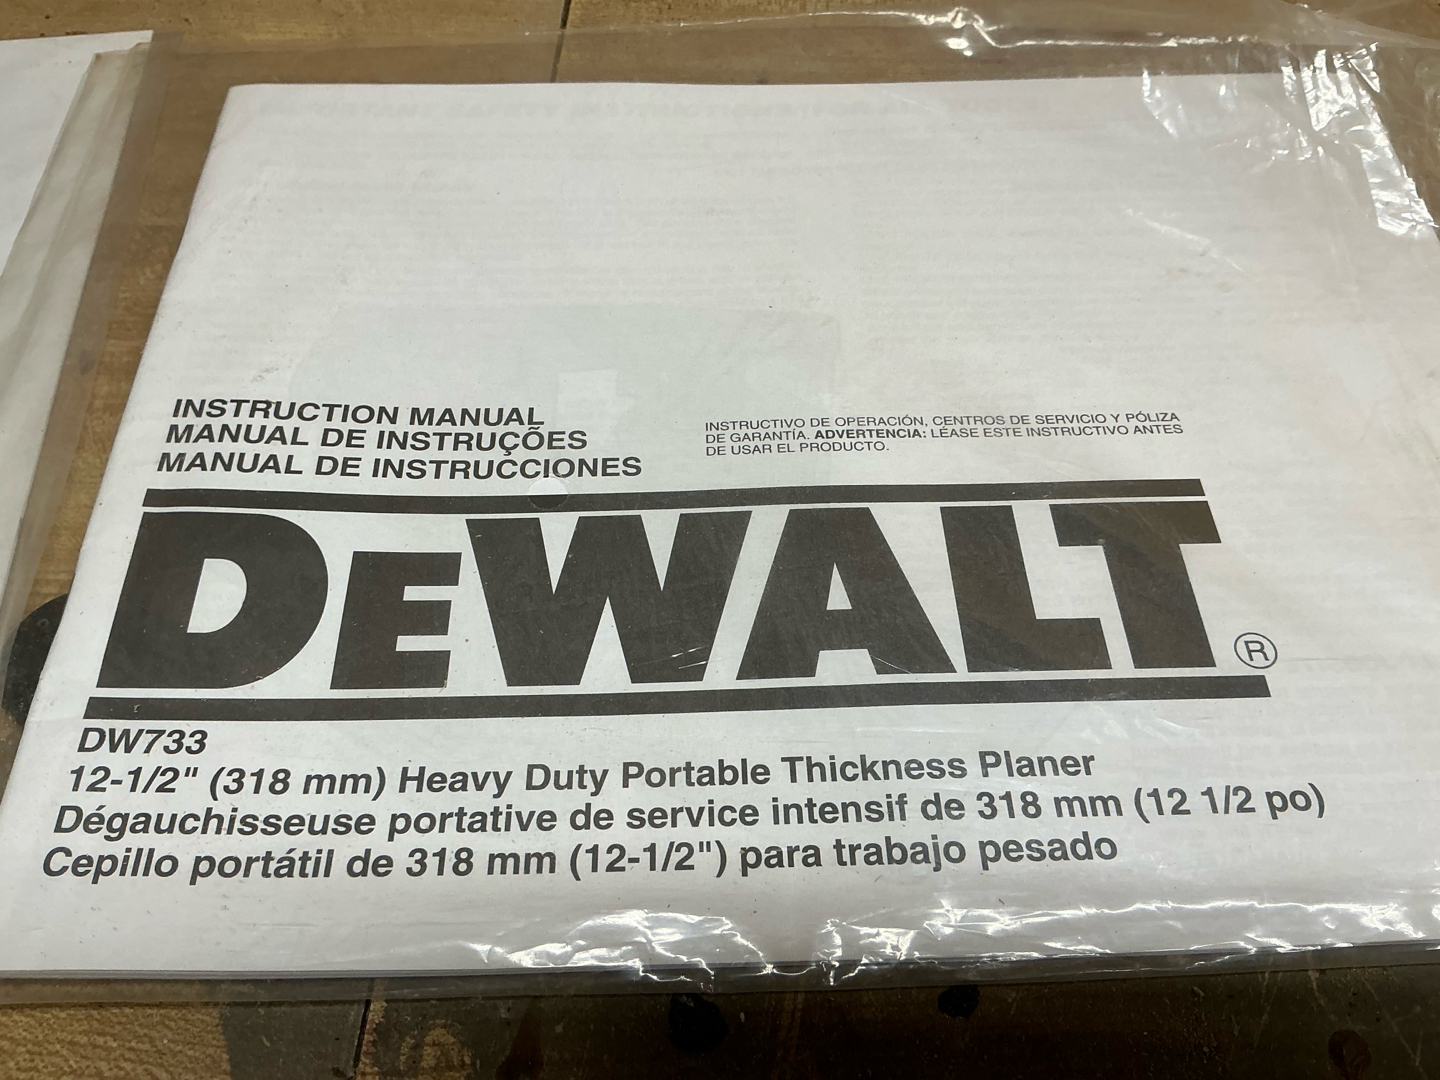 INSTRUCTION MANUAL
MANUAL DE INSTRUÇÕES
MANUAL DE INSTRUCCIONES
INSTRUCTIVO DE OPERACIÓN, CENTROS DE SERVICIO Y PÓLIZA
DE GARANTÍA. ADVERTENCIA: LÉASE ESTE INSTRUCTIVO ANTES
DE USAR EL PRODUCTO.
DEWALT®
DW733
12-1/2" (318 mm) Heavy Duty Portable Thickness Planer
Dégauchisseuse portative de service intensif de 318 mm (12 1/2 po)
Cepillo portátil de 318 mm (12-1/2") para trabajo pesado